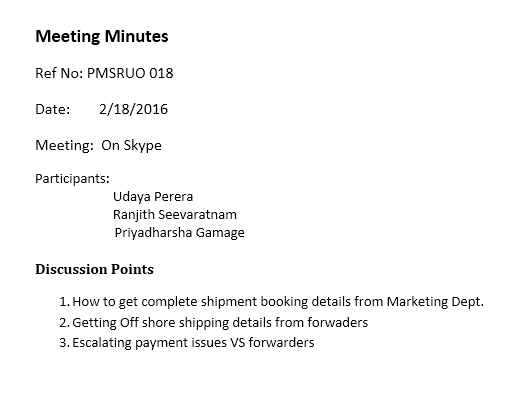 Meeting Minutes
Ref No: PMSRUO 018
Date: 2/18/2016
Meeting: On Skype
Participants:
Udaya Perera
Ranjith Seevaratnam
Priyadharsha Gamage
Discussion Points
1. How to get complete shipment booking details from Marketing Dept.
2. Getting Off shore shipping details from forwaders
3. Escalating payment issues VS forwarders